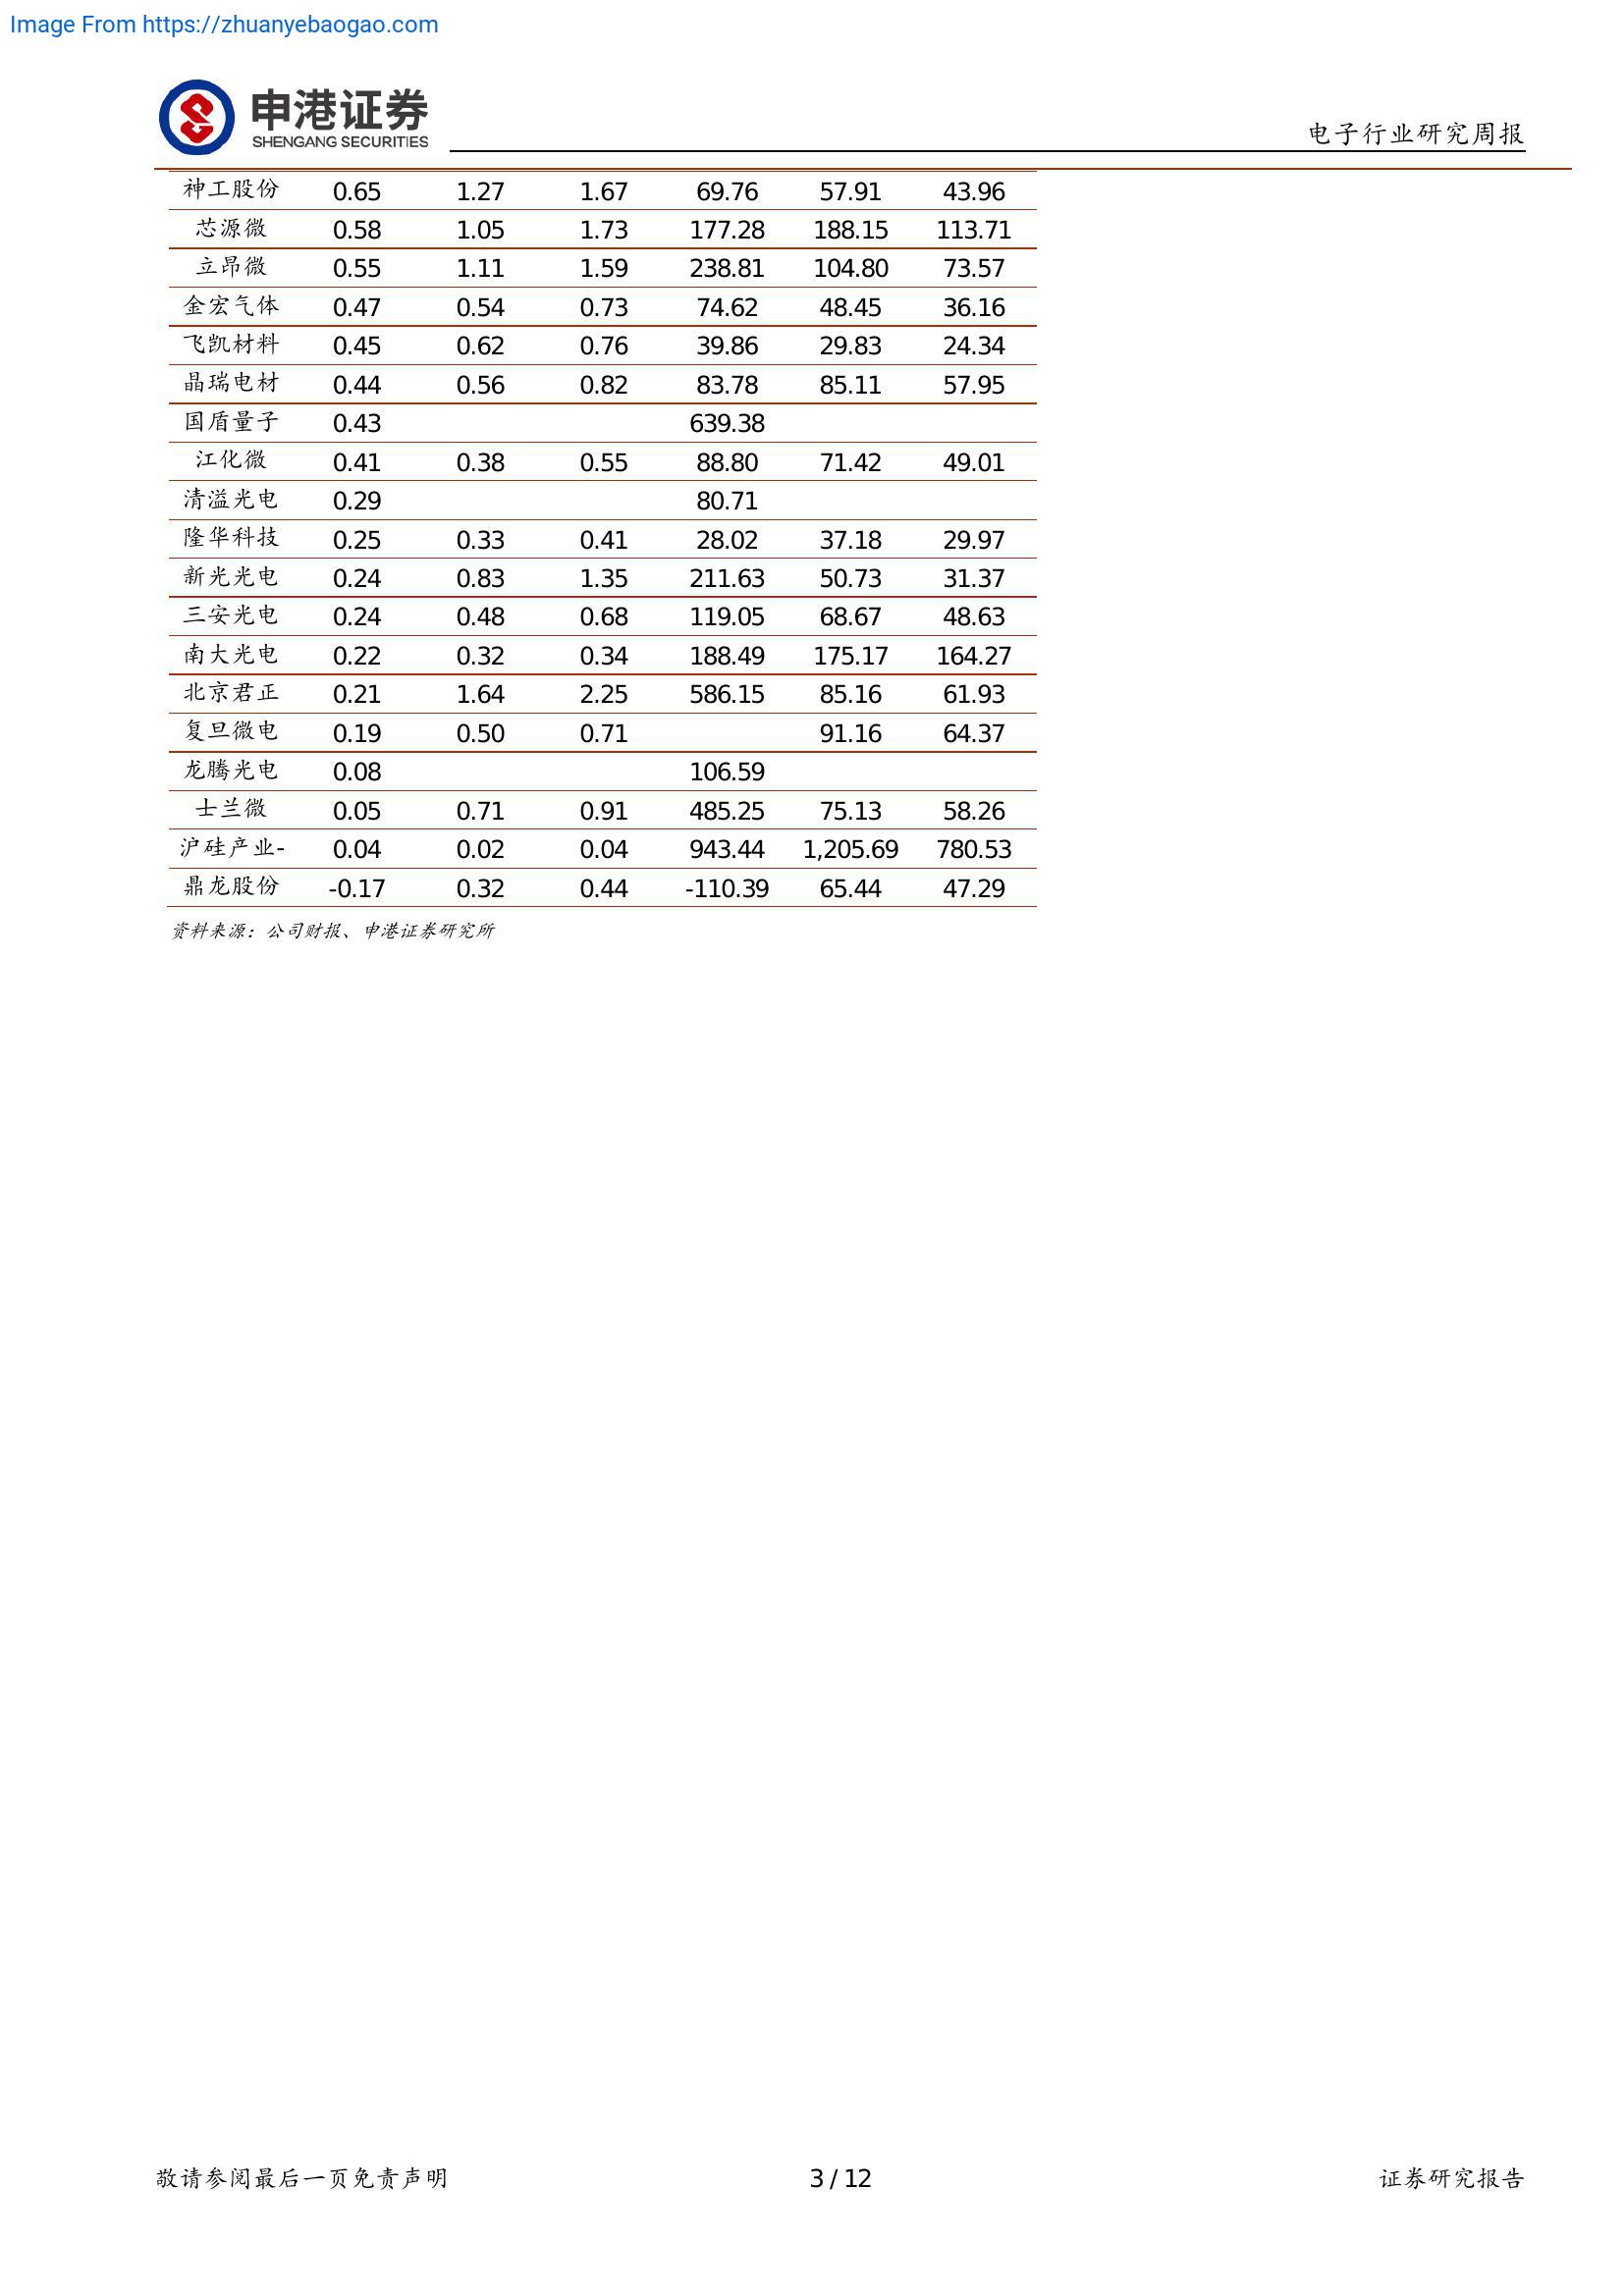 Image From https://zhuanyebaogao.com
申港证券
SHENGANG SECURITIES
电子行业研究周报
神工股份 0.65 1.27 1.67 69.76 57.91 43.96
芯源微 0.58 1.05 1.73 177.28 188.15 113.71
立昂微 0.55 1.11 1.59 238.81 104.80 73.57
金宏气体 0.47 0.54 0.73 74.62 48.45 36.16
飞凯材料 0.45 0.62 0.76 39.86 29.83 24.34
晶瑞电材 0.44 0.56 0.82 83.78 85.11 57.95
国盾量子 0.43 639.38
江化微 0.41 0.38 0.55 88.80 71.42 49.01
清溢光电 0.29 80.71
隆华科技 0.25 0.33 0.41 28.02 37.18 29.97
新光光电 0.24 0.83 1.35 211.63 50.73 31.37
三安光电 0.24 0.48 0.68 119.05 68.67 48.63
南大光电 0.22 0.32 0.34 188.49 175.17 164.27
北京君正 0.21 1.64 2.25 586.15 85.16 61.93
复旦微电 0.19 0.50 0.71 91.16 64.37
龙腾光电 0.08 106.59
士兰微 0.05 0.71 0.91 485.25 75.13 58.26
沪硅产业- 0.04 0.02 0.04 943.44 1,205.69 780.53
鼎龙股份 -0.17 0.32 0.44 -110.39 65.44 47.29
资料来源：公司财报、申港证券研究所
敬请参阅最后一页免责声明 3 / 12 证券研究报告